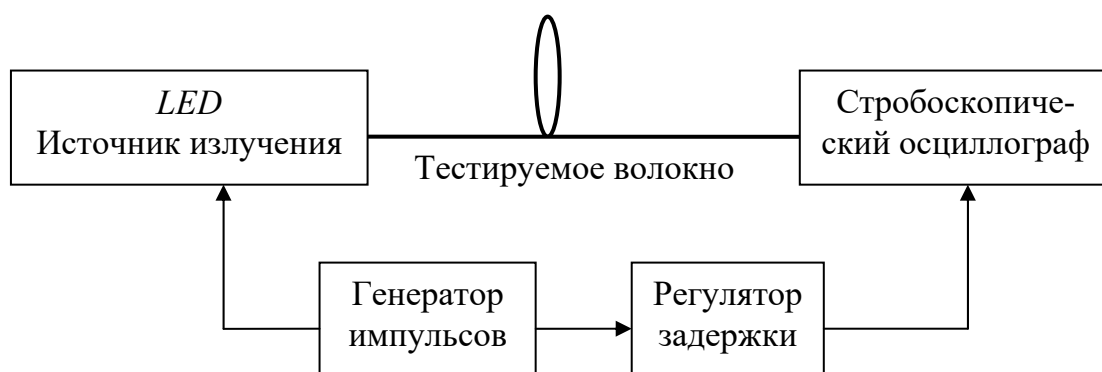 LED
Источник излучения
Стробоскопиче-
ский осциллограф
Тестируемое волокно
Генератор
импульсов
Регулятор
задержки